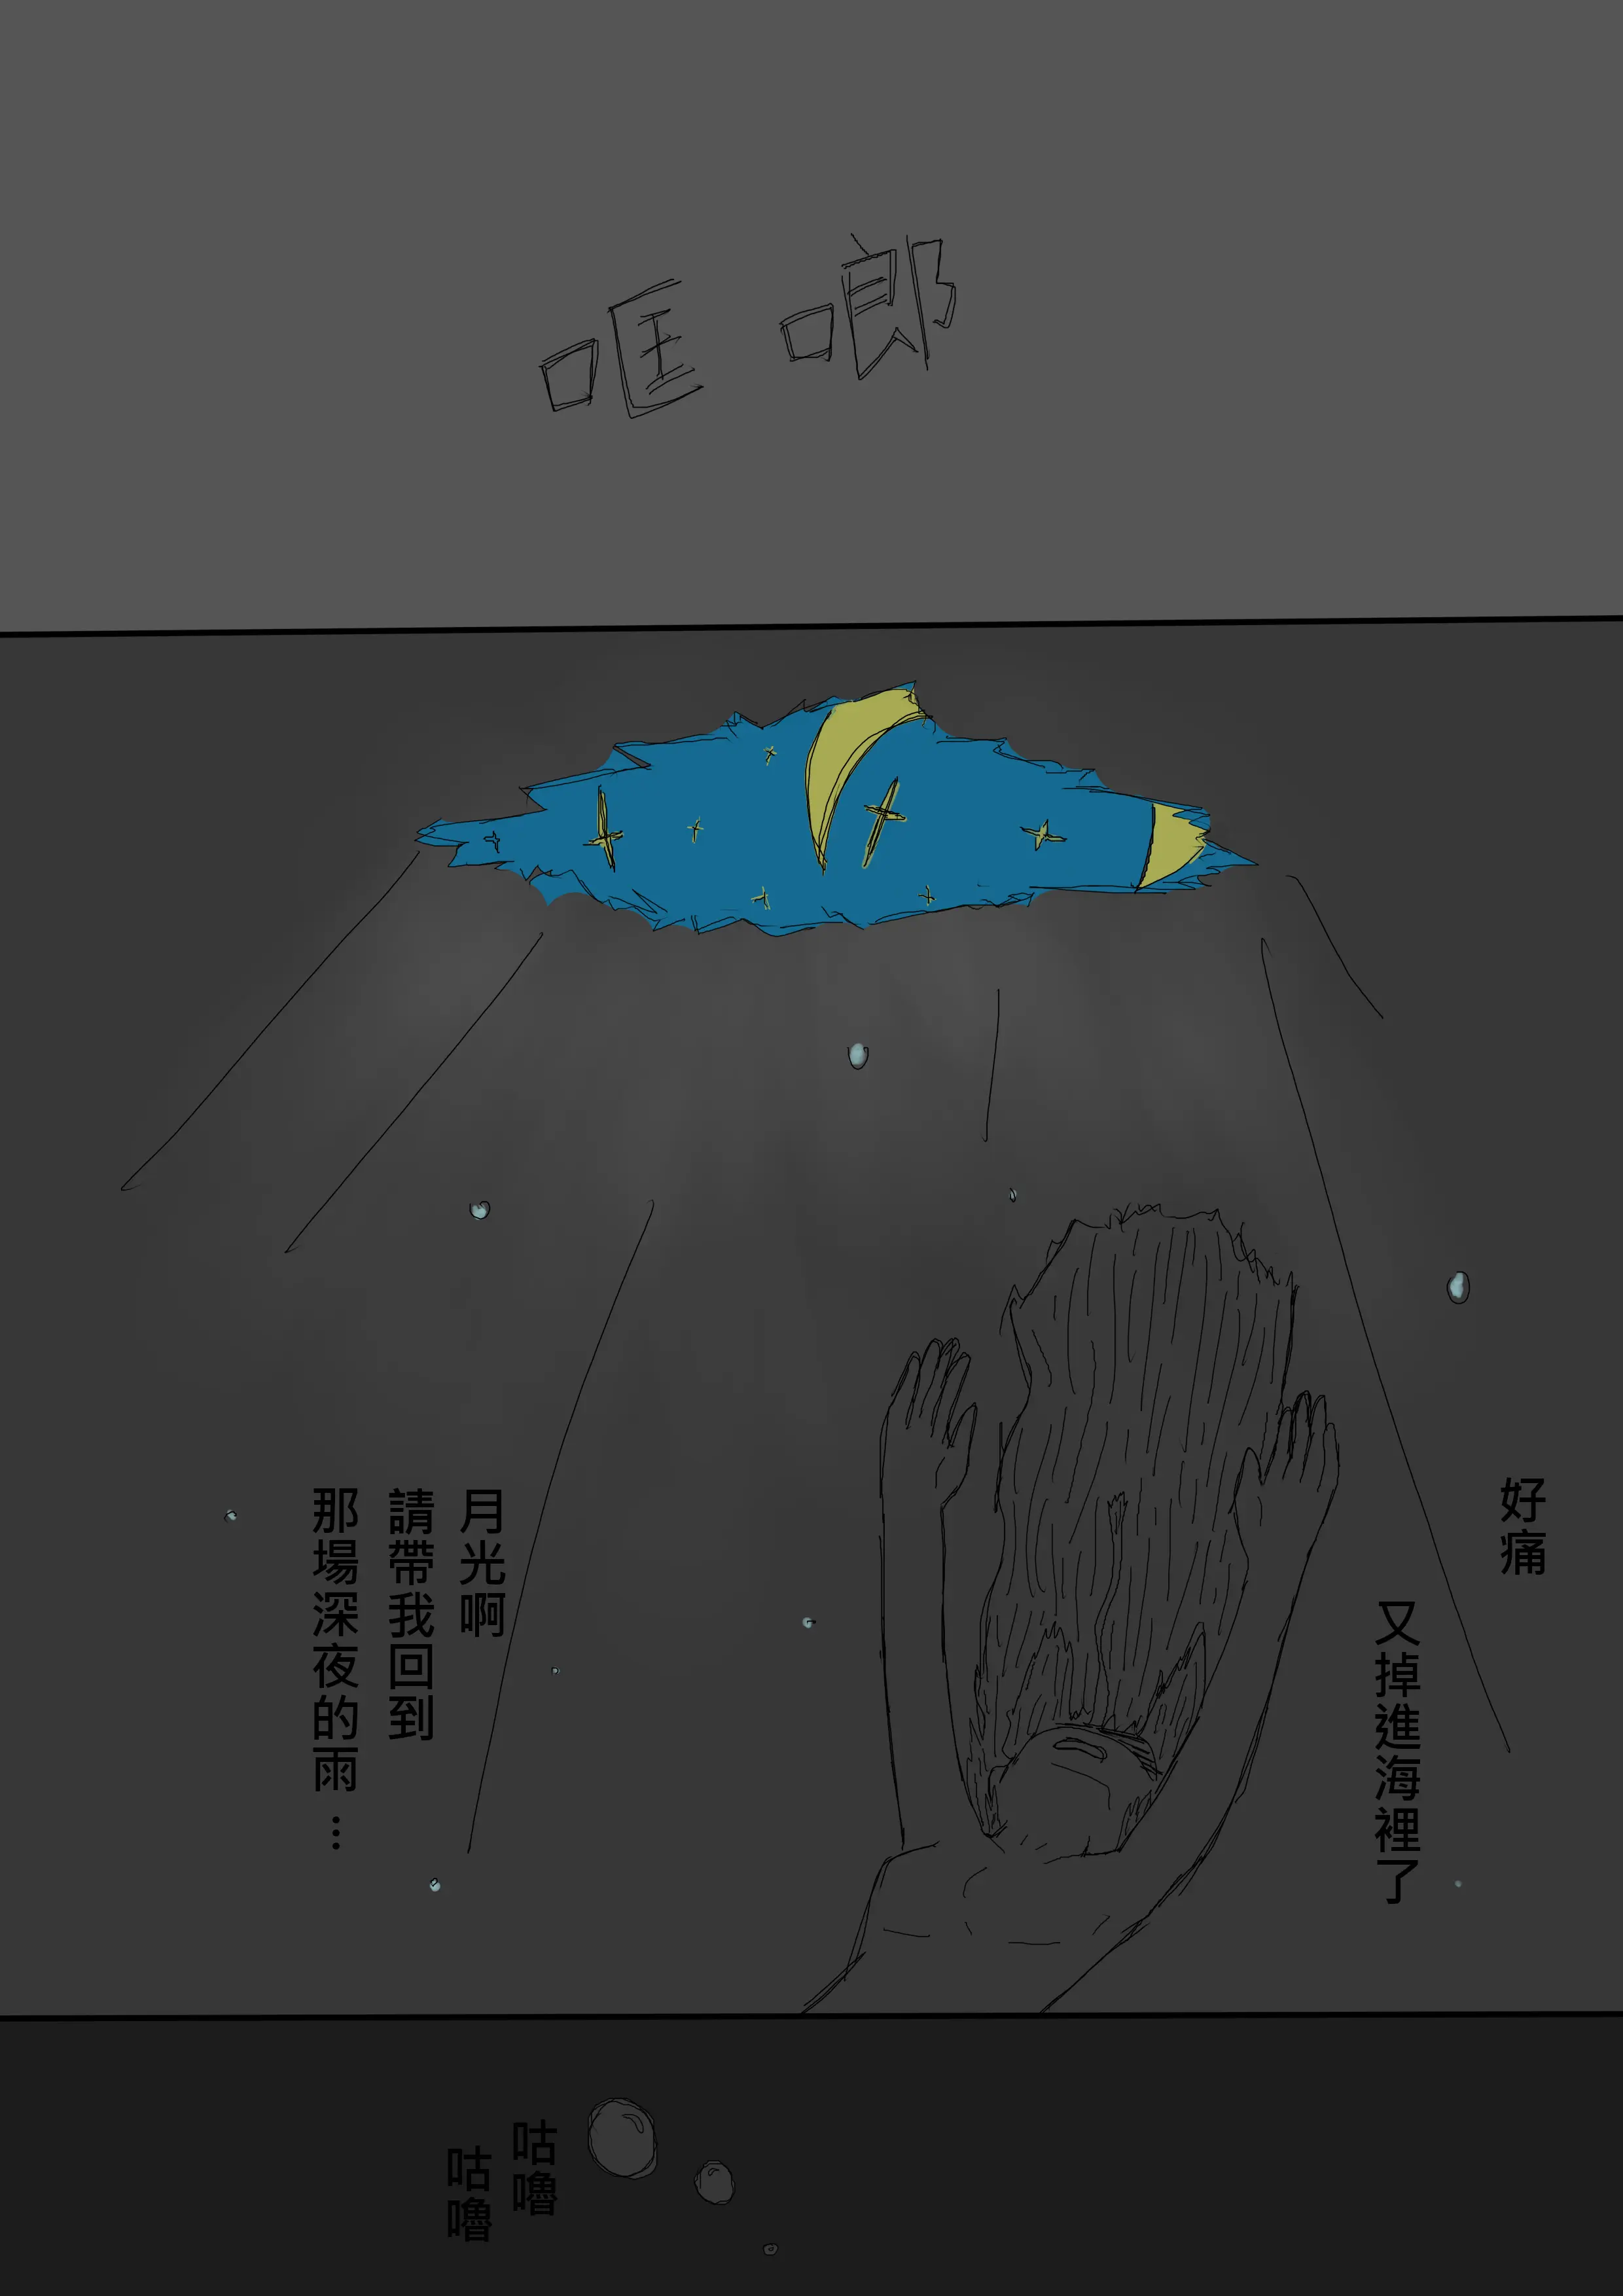 哐啷
好痛
又掉進海裡了
月光啊
請帶我回到
那場深夜的雨…
咕嚕
咕嚕